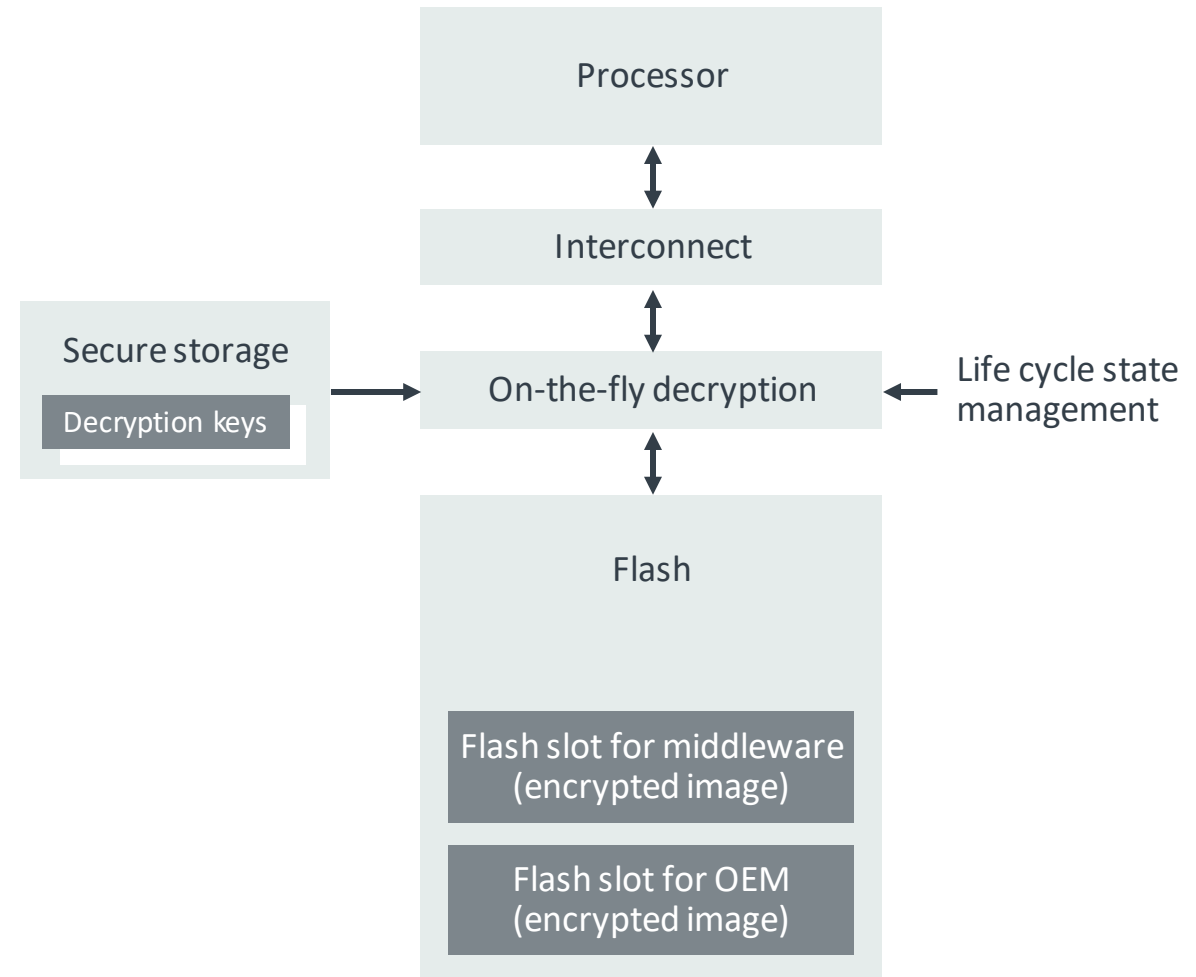 Processor
Interconnect
Secure storage
Decryption keys
On-the-fly decryption
Life cycle state
management
Flash
Flash slot for middleware
(encrypted image)
Flash slot for OEM
(encrypted image)